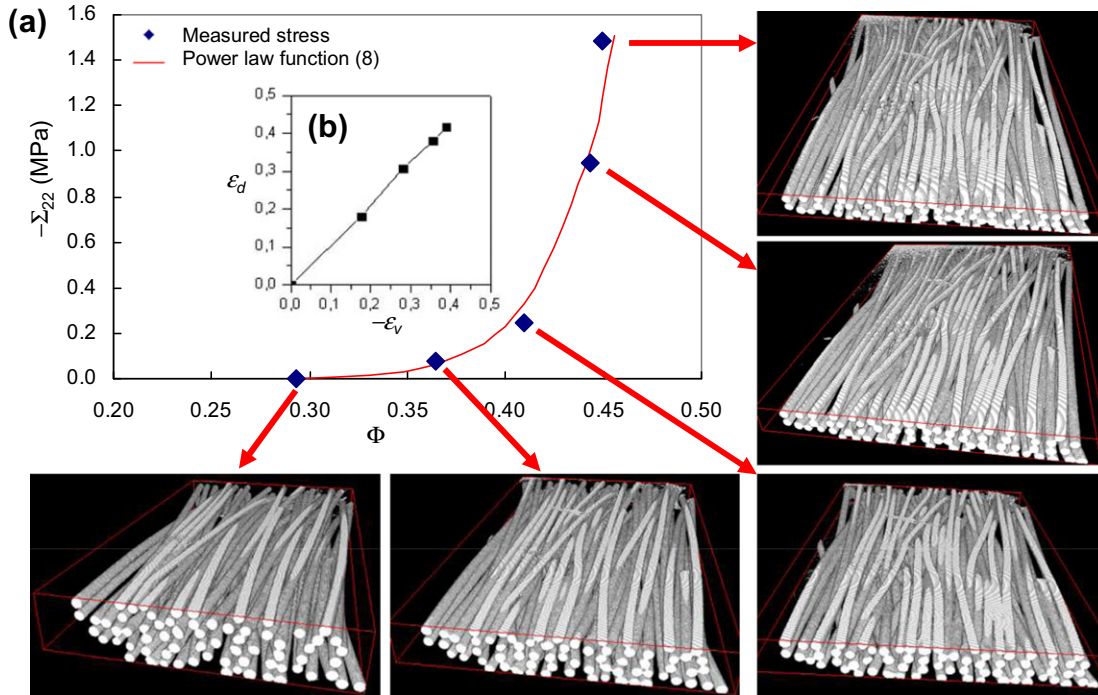 (a)
1.6
1.4
1.2
1.0
0.8
0.6
0.4
0.2
0.0
−Σ22 (MPa)
Measured stress
Power law function (8)
(b)
0,5
0,4
0,3
0,2
0,1
0,0
εd
0,0 0,1 0,2 0,3 0,4 0,5
−εv
0.20 0.25 0.30 0.35 0.40 0.45 0.50
Φ